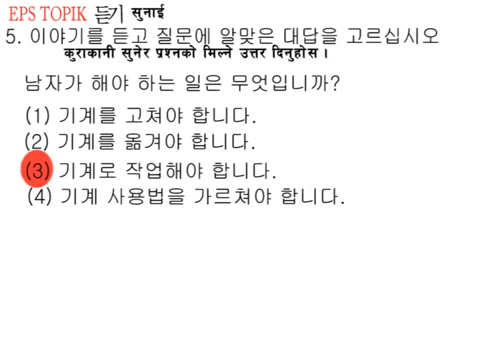 EPS TOPIK 듣기 सुनाई
5. 이야기를 듣고 질문에 알맞은 대답을 고르십시오
कुराकानी सुनेर प्रश्नको मिल्ने उत्तर दिनुहोस ।
남자가 해야 하는 일은 무엇입니까?
(1) 기계를 고쳐야 합니다.
(2) 기계를 옮겨야 합니다.
(3) 기계로 작업해야 합니다.
(4) 기계 사용법을 가르쳐야 합니다.